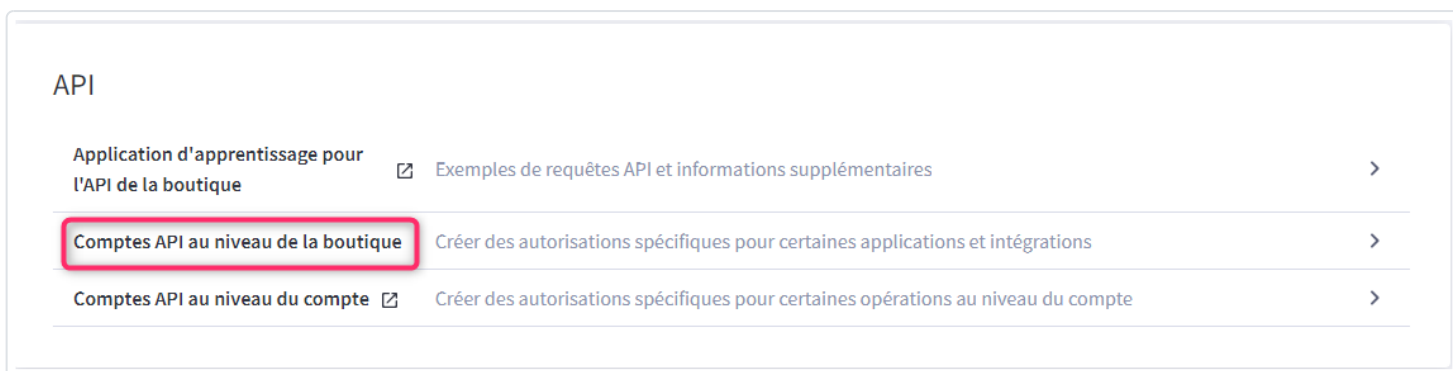 API
Application d'apprentissage pour
l'API de la boutique
Exemples de requêtes API et informations supplémentaires
Comptes API au niveau de la boutique
Créer des autorisations spécifiques pour certaines applications et intégrations
Comptes API au niveau du compte
Créer des autorisations spécifiques pour certaines opérations au niveau du compte